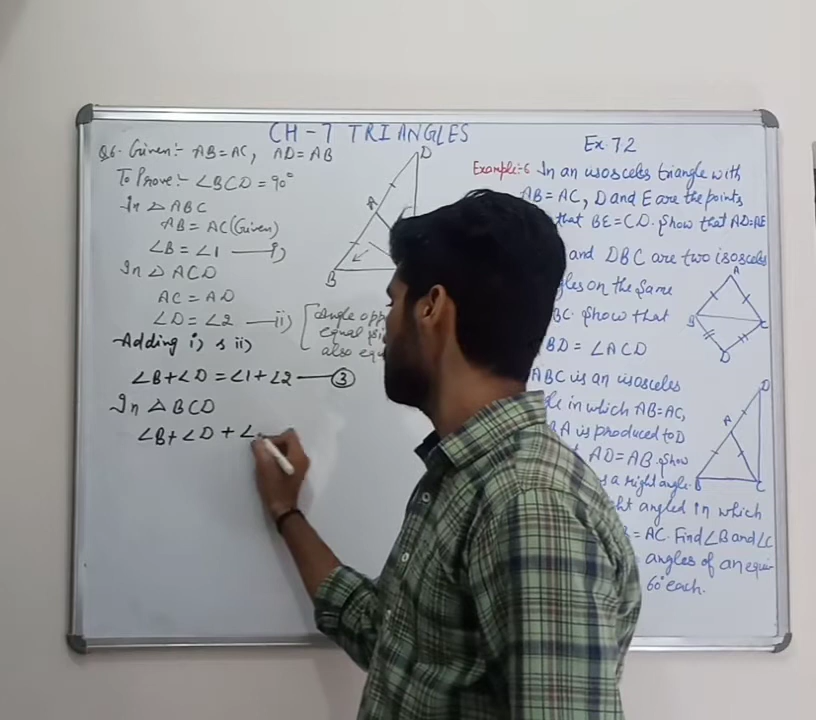 CH-7 TRIANGLES
Q6. Given:- AB=AC, AD=AB
To Prove:- ∠BCD=90°
In △ABC
AB=AC(Given)
∠B=∠1 —i)
In △ACD
AC=AD
∠D=∠2 —ii)
[Angle opp
equal
also equ
Adding i) & ii)
∠B+∠D=∠1+∠2—③
In △BCD
∠B+∠D+∠
D
A
B
Ex 7.2
Example:-6 In an isosceles triangle with
AB=AC, D and E are the points
that BE=CD. Show that AD=AE
and DBC are two isosceles
on the same
BC. Show that
BD=∠ACD
ABC is an isosceles
in which AB=AC,
BA is produced to D
AD=AB. Show
a right angle.
angled in which
=AC. Find ∠B and ∠C
angles of an equi-
60° each.
A
B
C
D
D
A
B
C